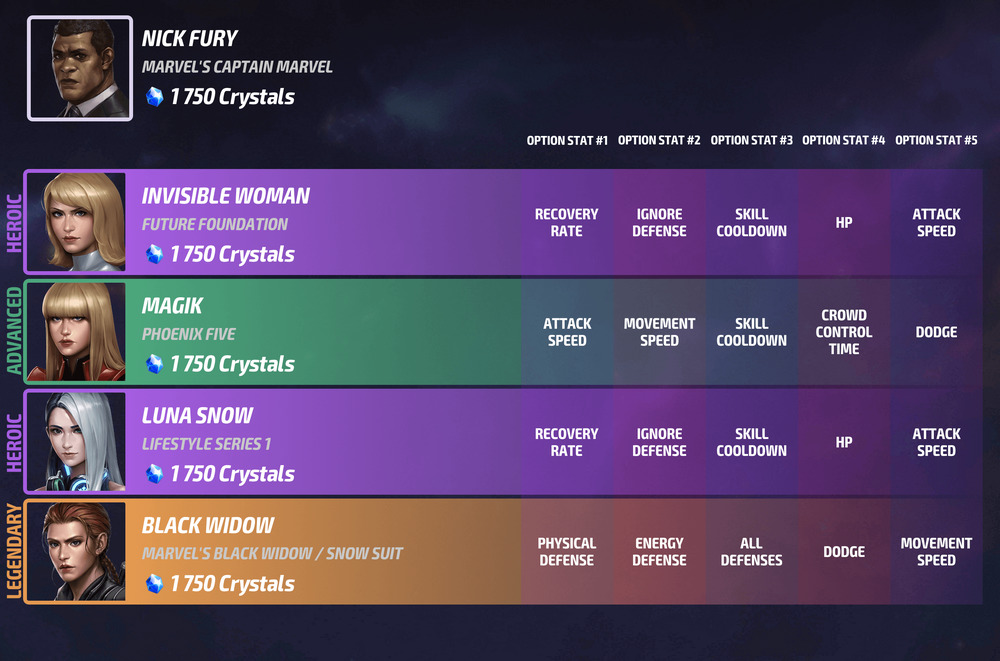 NICK FURY
MARVEL'S CAPTAIN MARVEL
1 750 Crystals
OPTION STAT #1 OPTION STAT #2 OPTION STAT #3 OPTION STAT #4 OPTION STAT #5
HEROIC
INVISIBLE WOMAN
FUTURE FOUNDATION
1 750 Crystals
RECOVERY
RATE
IGNORE
DEFENSE
SKILL
COOLDOWN
HP
ATTACK
SPEED
ADVANCED
MAGIK
PHOENIX FIVE
1 750 Crystals
ATTACK
SPEED
MOVEMENT
SPEED
SKILL
COOLDOWN
CROWD
CONTROL
TIME
DODGE
HEROIC
LUNA SNOW
LIFESTYLE SERIES 1
1 750 Crystals
RECOVERY
RATE
IGNORE
DEFENSE
SKILL
COOLDOWN
HP
ATTACK
SPEED
LEGENDARY
BLACK WIDOW
MARVEL'S BLACK WIDOW / SNOW SUIT
1 750 Crystals
PHYSICAL
DEFENSE
ENERGY
DEFENSE
ALL
DEFENSES
DODGE
MOVEMENT
SPEED